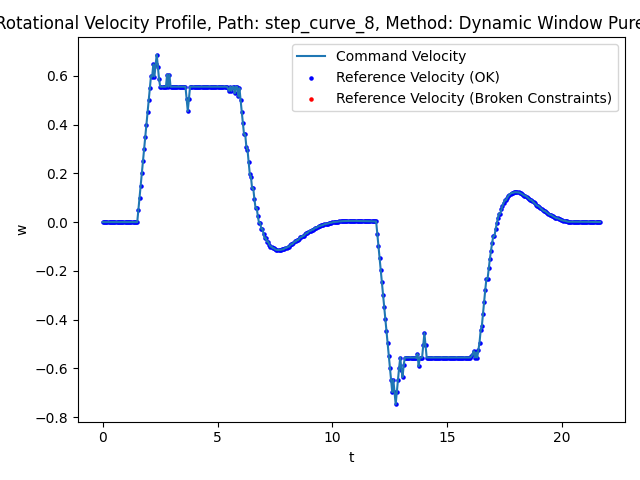 Rotational Velocity Profile, Path: step_curve_8, Method: Dynamic Window Pure
Command Velocity
Reference Velocity (OK)
Reference Velocity (Broken Constraints)
0.6
0.4
0.2
0.0
−0.2
−0.4
−0.6
−0.8
w
0
5
10
15
20
t